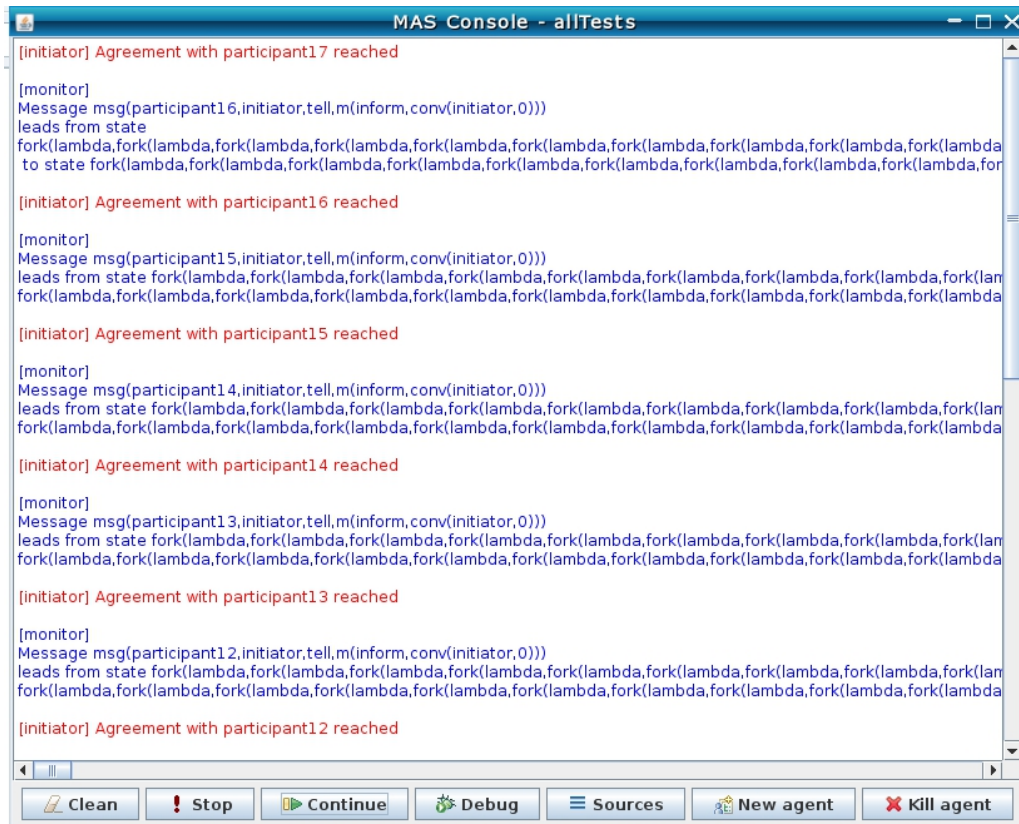 MAS Console - allTests
[initiator] Agreement with participant17 reached
[monitor]
Message msg(participant16,initiator,tell,m(inform,conv(initiator,0)))
leads from state
fork(lambda,fork(lambda,fork(lambda,fork(lambda,fork(lambda,fork(lambda,fork(lambda,fork(lambda,fork(lambda,fork(lambda,fork(lambda
to state fork(lambda,fork(lambda,fork(lambda,fork(lambda,fork(lambda,fork(lambda,fork(lambda,fork(lambda,fork(lambda,fork(lambda,for
[initiator] Agreement with participant16 reached
[monitor]
Message msg(participant15,initiator,tell,m(inform,conv(initiator,0)))
leads from state fork(lambda,fork(lambda,fork(lambda,fork(lambda,fork(lambda,fork(lambda,fork(lambda,fork(lambda,fork(lam
fork(lambda,fork(lambda,fork(lambda,fork(lambda,fork(lambda,fork(lambda,fork(lambda,fork(lambda,fork(lambda,fork(lambda,fork(lambda
[initiator] Agreement with participant15 reached
[monitor]
Message msg(participant14,initiator,tell,m(inform,conv(initiator,0)))
leads from state fork(lambda,fork(lambda,fork(lambda,fork(lambda,fork(lambda,fork(lambda,fork(lambda,fork(lambda,fork(lam
fork(lambda,fork(lambda,fork(lambda,fork(lambda,fork(lambda,fork(lambda,fork(lambda,fork(lambda,fork(lambda,fork(lambda,fork(lambda
[initiator] Agreement with participant14 reached
[monitor]
Message msg(participant13,initiator,tell,m(inform,conv(initiator,0)))
leads from state fork(lambda,fork(lambda,fork(lambda,fork(lambda,fork(lambda,fork(lambda,fork(lambda,fork(lambda,fork(lam
fork(lambda,fork(lambda,fork(lambda,fork(lambda,fork(lambda,fork(lambda,fork(lambda,fork(lambda,fork(lambda,fork(lambda,fork(lambda
[initiator] Agreement with participant13 reached
[monitor]
Message msg(participant12,initiator,tell,m(inform,conv(initiator,0)))
leads from state fork(lambda,fork(lambda,fork(lambda,fork(lambda,fork(lambda,fork(lambda,fork(lambda,fork(lambda,fork(lam
fork(lambda,fork(lambda,fork(lambda,fork(lambda,fork(lambda,fork(lambda,fork(lambda,fork(lambda,fork(lambda,fork(lambda,fork(lambda
[initiator] Agreement with participant12 reached
Clean Stop Continue Debug Sources New agent Kill agent